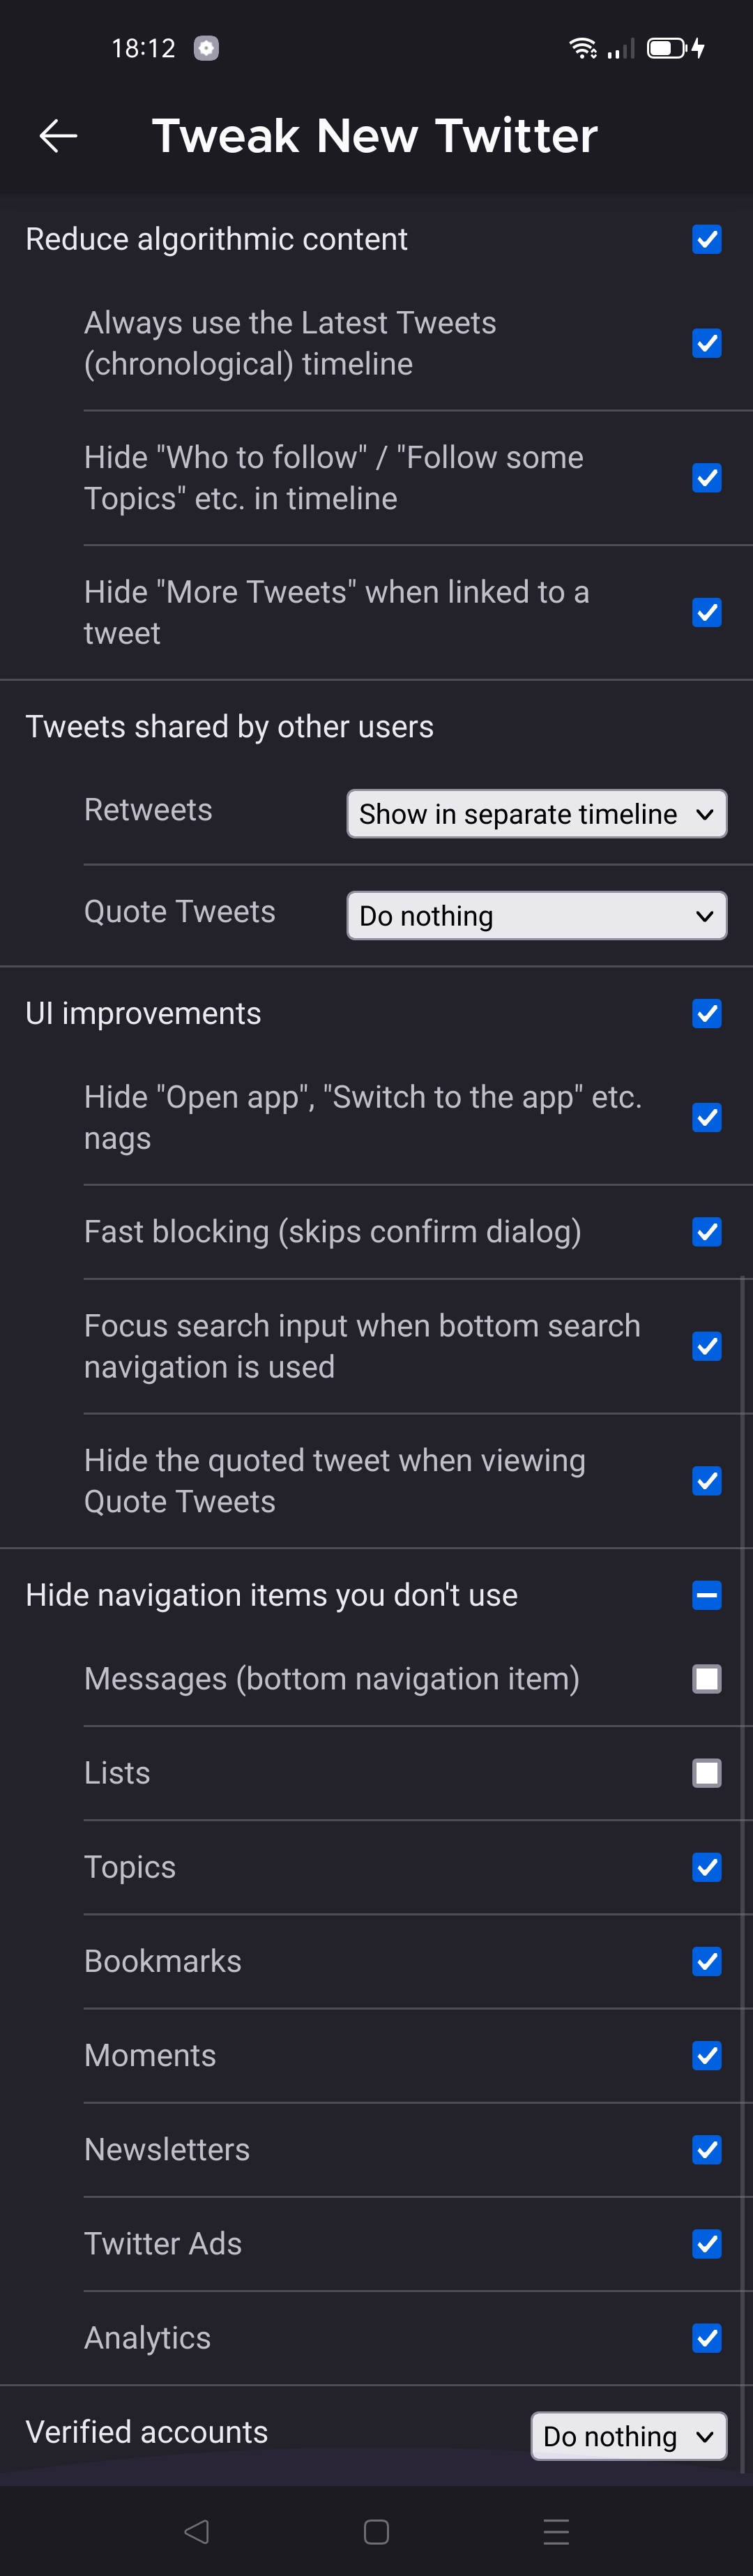 18:12
Tweak New Twitter
Reduce algorithmic content
Always use the Latest Tweets
(chronological) timeline
Hide "Who to follow" / "Follow some
Topics" etc. in timeline
Hide "More Tweets" when linked to a
tweet
Tweets shared by other users
Retweets
Show in separate timeline
Quote Tweets
Do nothing
UI improvements
Hide "Open app", "Switch to the app" etc.
nags
Fast blocking (skips confirm dialog)
Focus search input when bottom search
navigation is used
Hide the quoted tweet when viewing
Quote Tweets
Hide navigation items you don't use
Messages (bottom navigation item)
Lists
Topics
Bookmarks
Moments
Newsletters
Twitter Ads
Analytics
Verified accounts
Do nothing